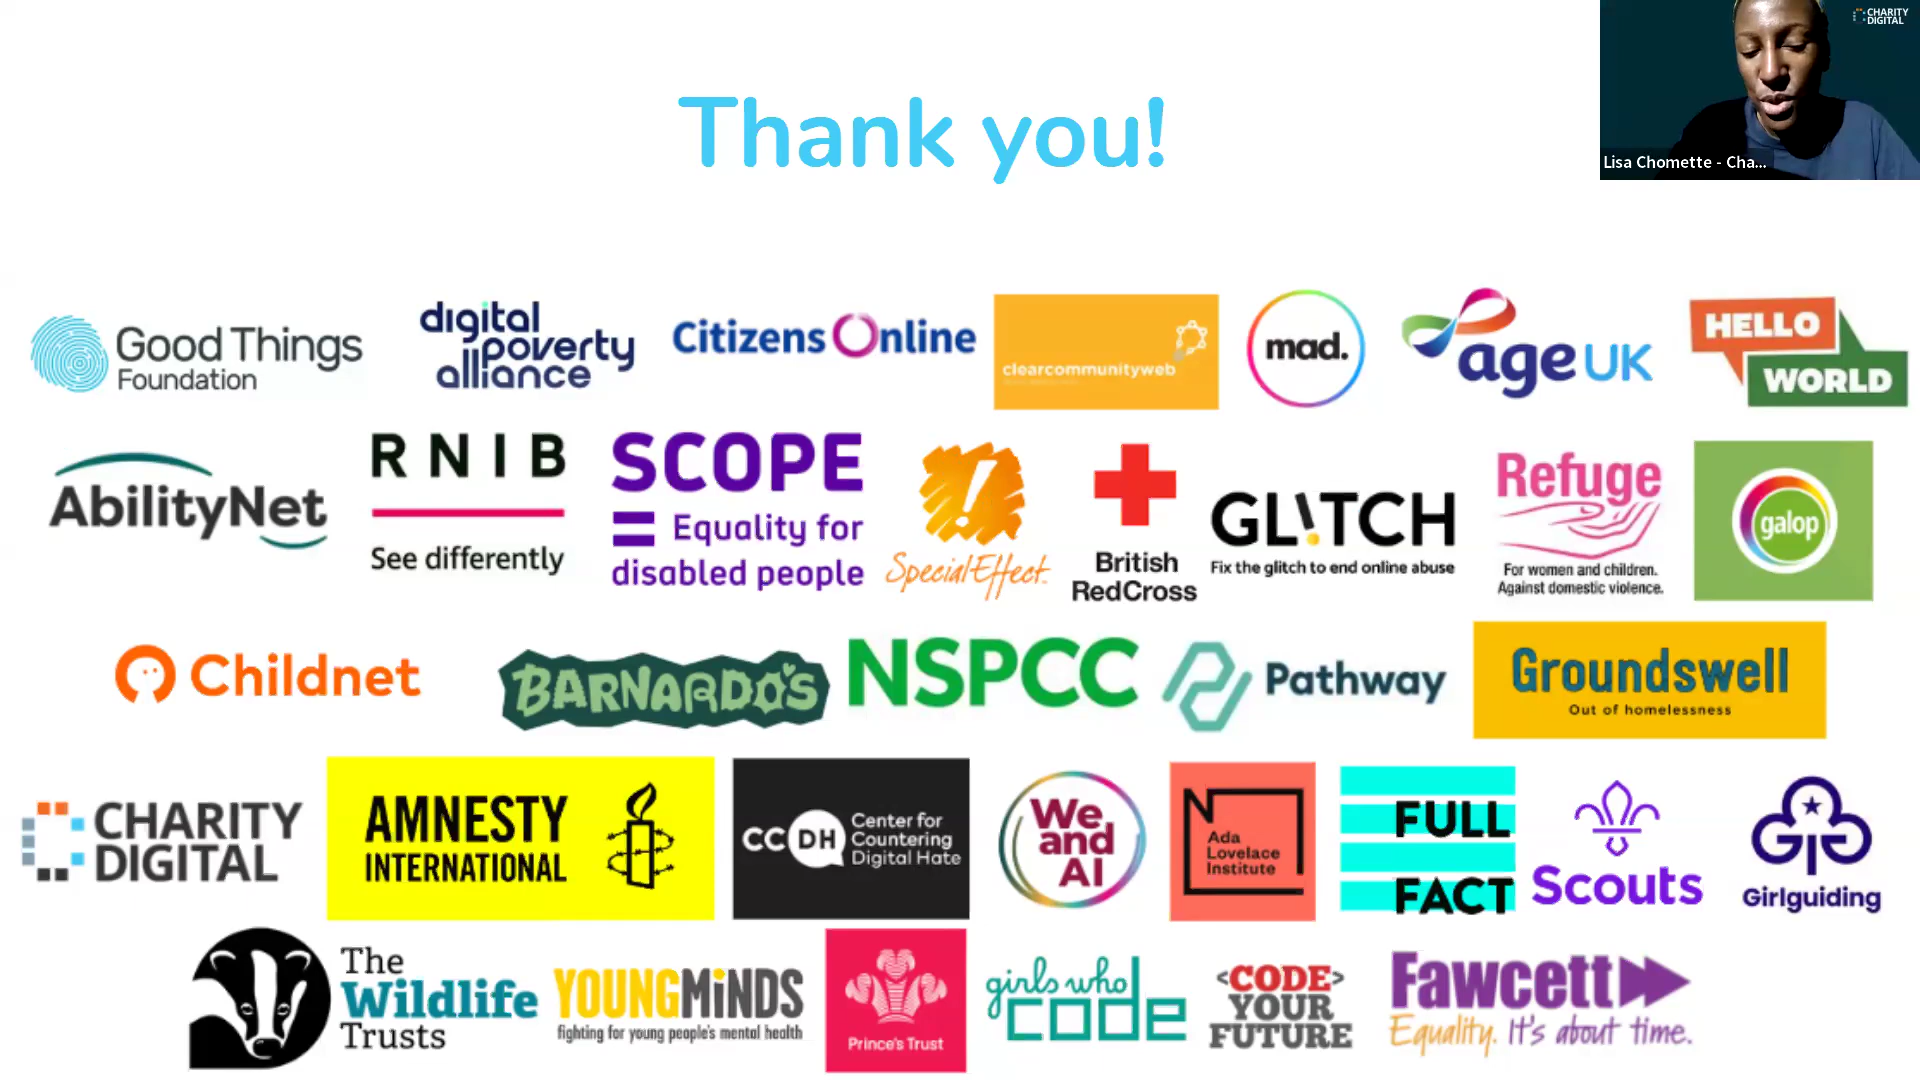 CHARITY
DIGITAL
Thank you!
Lisa Chomette - Cha...
Good Things
Foundation
digital
poverty
alliance
Citizens Online
clearcommunityweb
mad.
age UK
HELLO
WORLD
AbilityNet
RNIB
See differently
SCOPE
= Equality for
disabled people
!
SpecialEffect
British
RedCross
GL!TCH
Fix the glitch to end online abuse
Refuge
For women and children.
Against domestic violence.
galop
Childnet
BARNARDO'S
NSPCC
Pathway
Groundswell
Out of homelessness
CHARITY
DIGITAL
AMNESTY
INTERNATIONAL
CCDH
Center for
Countering
Digital Hate
We
and
AI
Ada
Lovelace
Institute
FULL
FACT
Scouts
Girlguiding
The
Wildlife
Trusts
YOUNGMiNDS
fighting for young people's mental health
Prince's Trust
girls who
code
<CODE>
YOUR
FUTURE
Fawcett
Equality. It's about time.